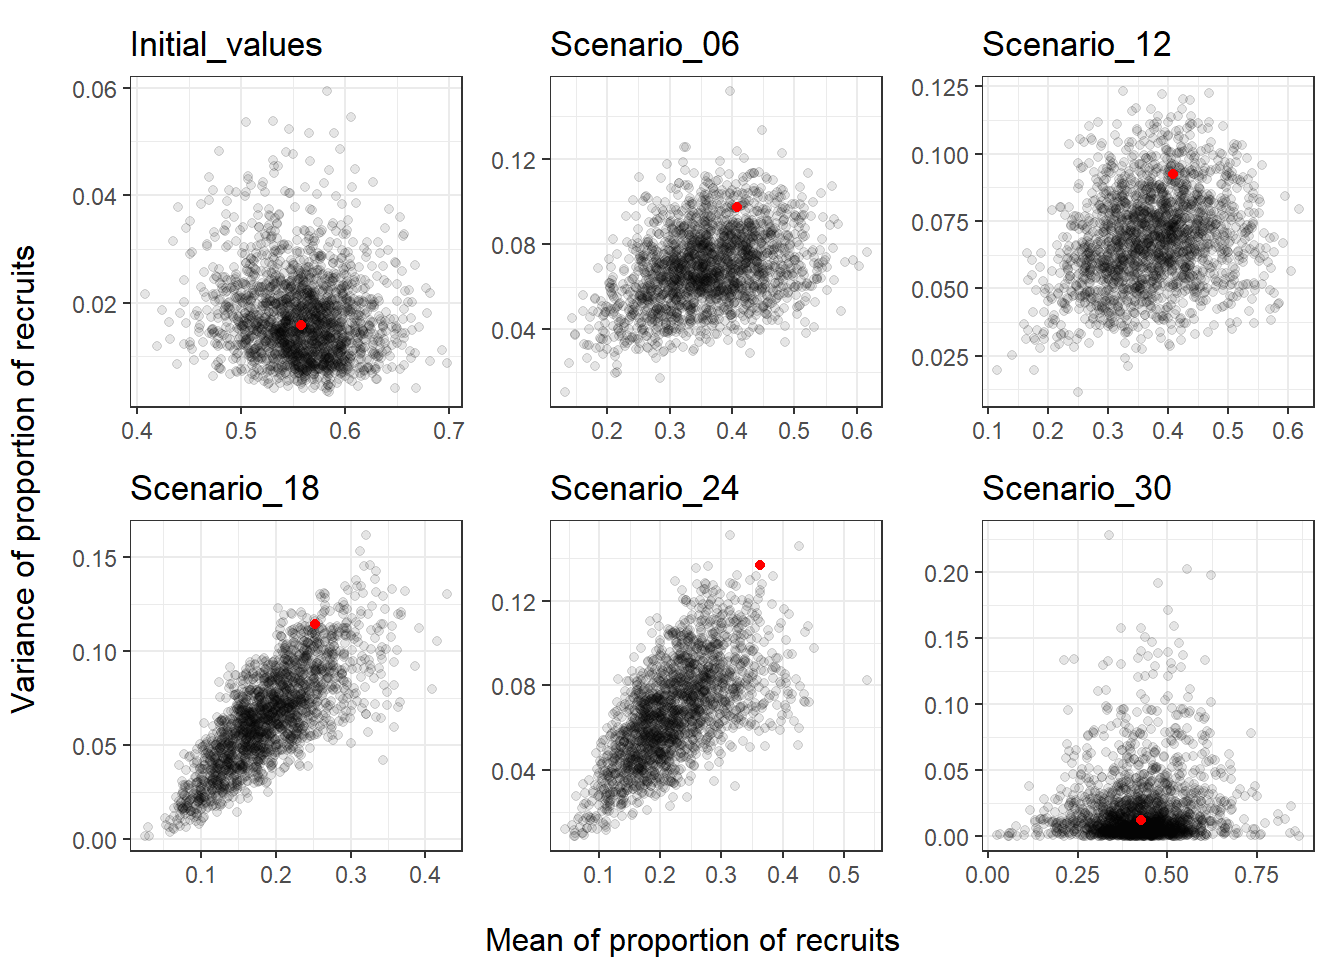 Initial_values
Scenario_06
Scenario_12
0.06
0.04
0.02
0.4 0.5 0.6 0.7
0.12
0.08
0.04
0.2 0.3 0.4 0.5 0.6
0.125
0.100
0.075
0.050
0.025
0.1 0.2 0.3 0.4 0.5 0.6
Variance of proportion of recruits
Scenario_18
Scenario_24
Scenario_30
0.15
0.10
0.05
0.00
0.1 0.2 0.3 0.4
0.12
0.08
0.04
0.1 0.2 0.3 0.4 0.5
0.20
0.15
0.10
0.05
0.00
0.00 0.25 0.50 0.75
Mean of proportion of recruits